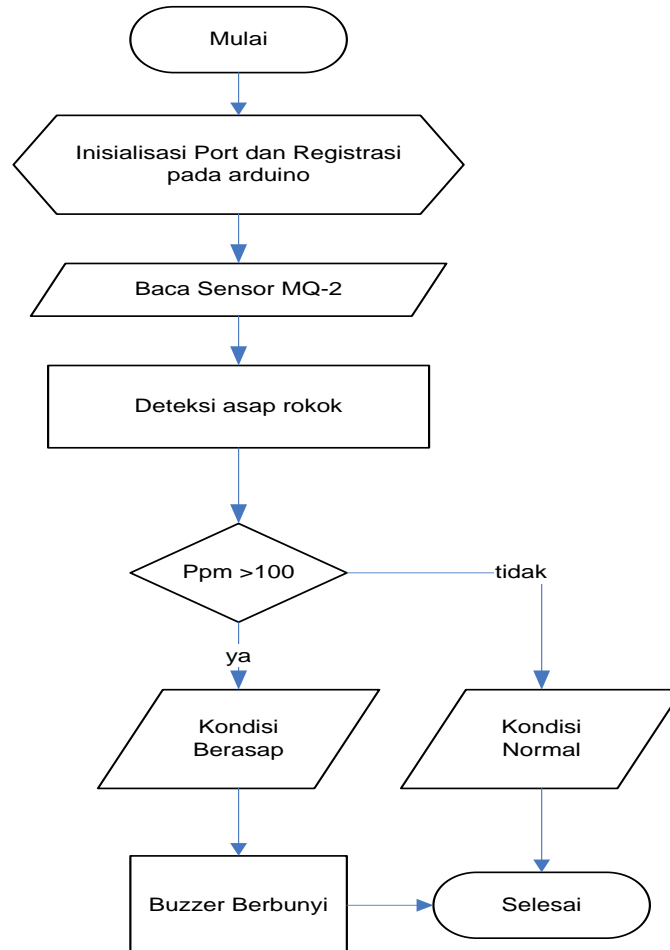 Mulai
Inisialisasi Port dan Registrasi
pada arduino
Baca Sensor MQ-2
Deteksi asap rokok
Ppm >100
tidak
ya
Kondisi
Berasap
Kondisi
Normal
Buzzer Berbunyi
Selesai